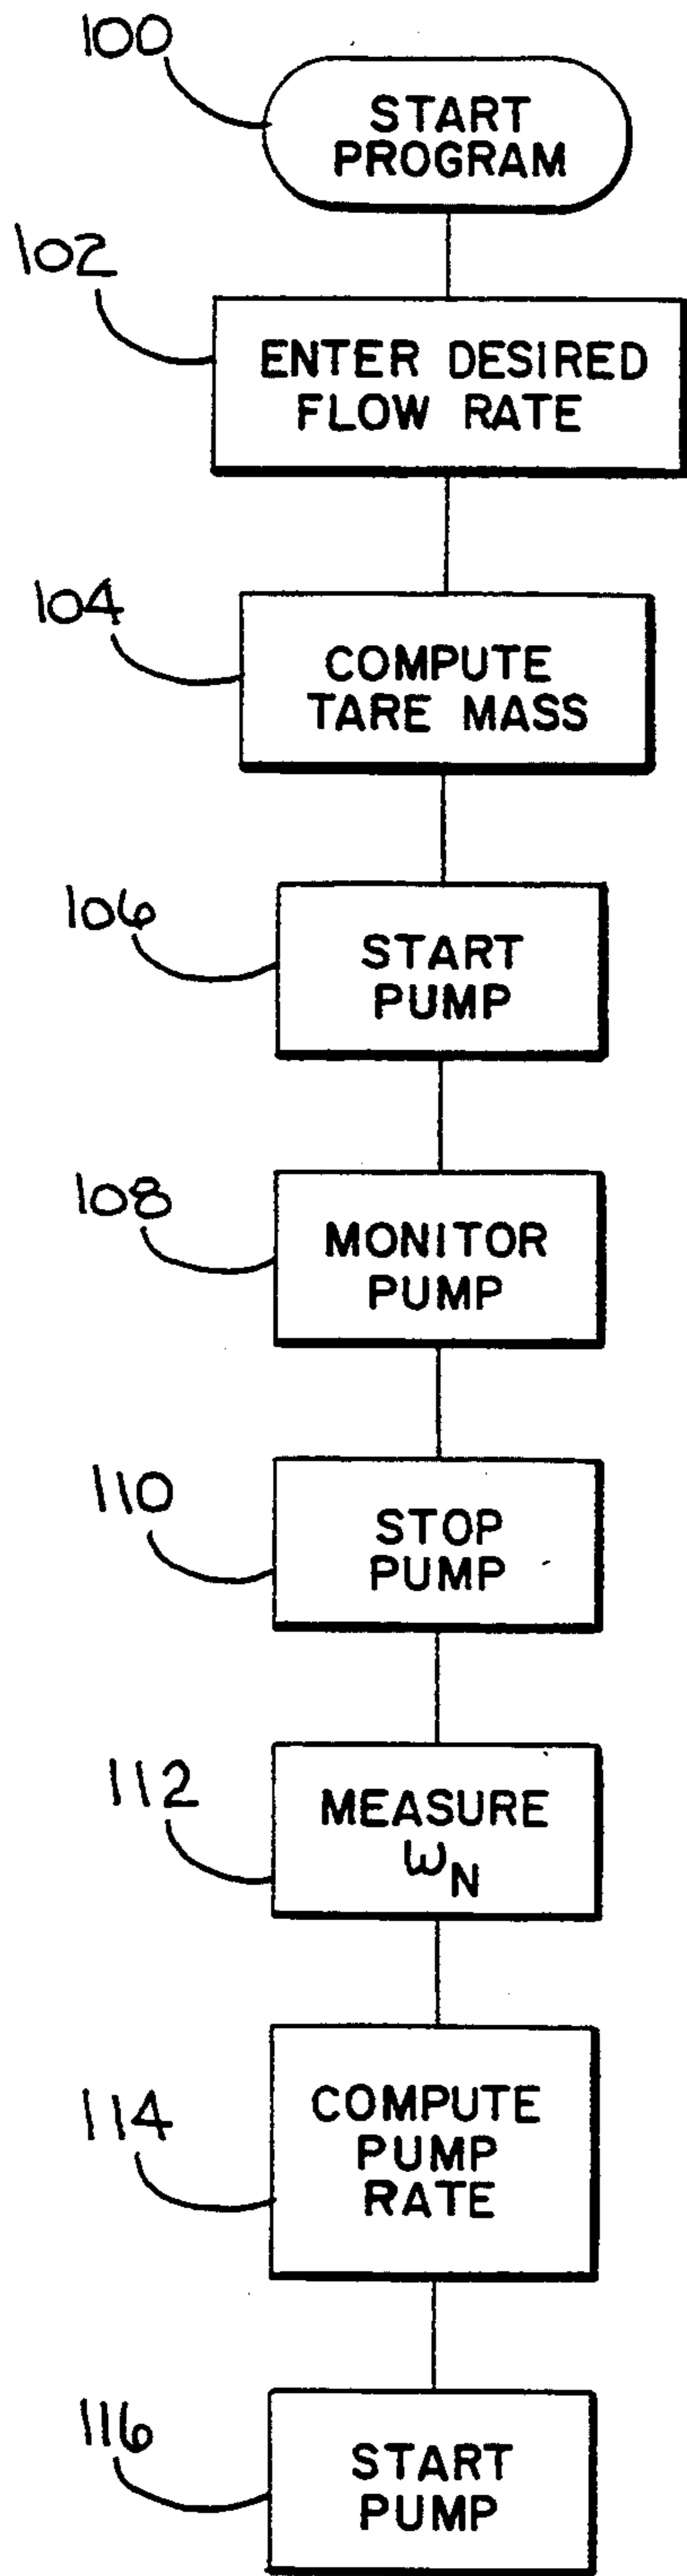 100
START
PROGRAM
102
ENTER DESIRED
FLOW RATE
104
COMPUTE
TARE MASS
106
START
PUMP
108
MONITOR
PUMP
110
STOP
PUMP
112
MEASURE
ω_N
114
COMPUTE
PUMP
RATE
116
START
PUMP